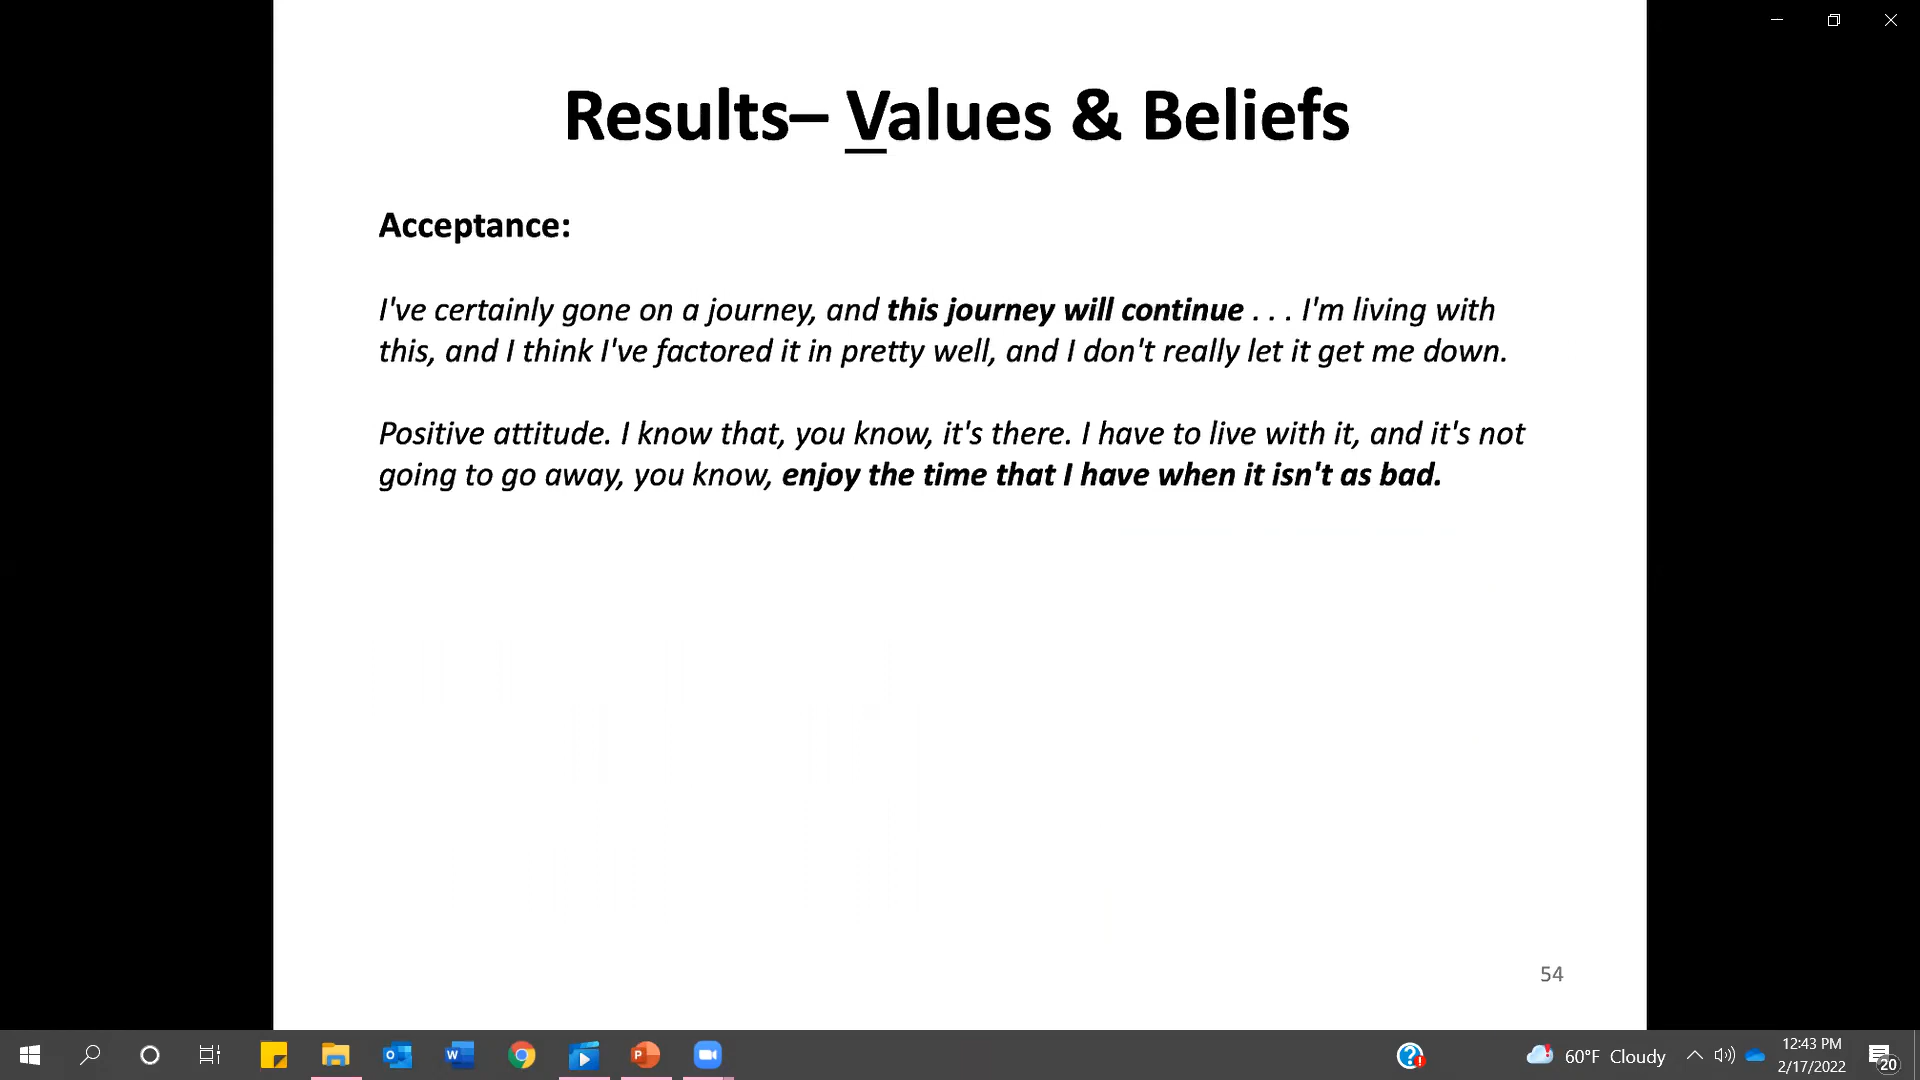 Results– Values & Beliefs
Acceptance:
I've certainly gone on a journey, and this journey will continue . . . I'm living with
this, and I think I've factored it in pretty well, and I don't really let it get me down.
Positive attitude. I know that, you know, it's there. I have to live with it, and it's not
going to go away, you know, enjoy the time that I have when it isn't as bad.
54
60°F Cloudy
12:43 PM
2/17/2022
20